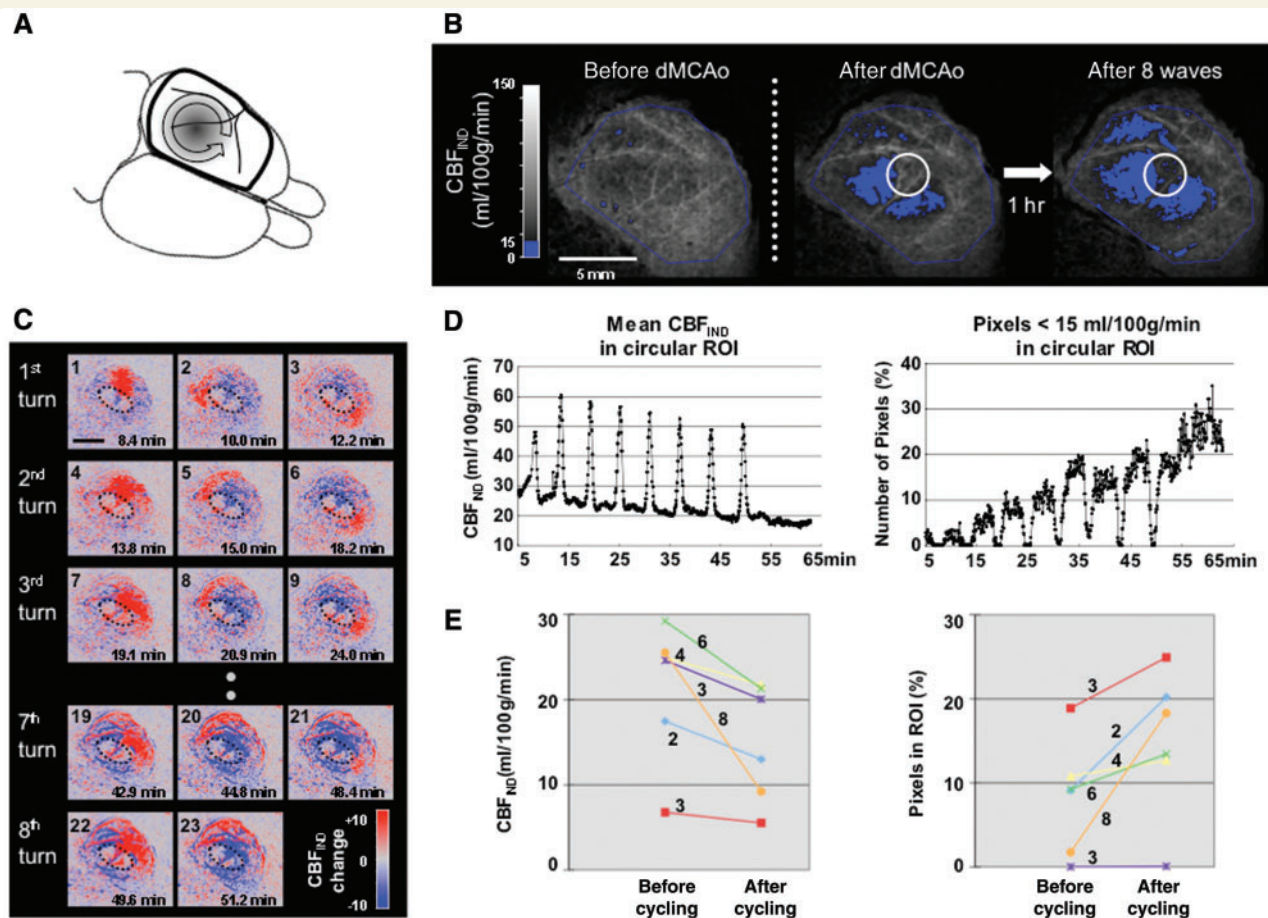 A
B
Before dMCAo
After dMCAo
After 8 waves
150
15
0
CBFIND
(ml/100g/min)
5 mm
1 hr
C
1st
turn
1
8.4 min
2
10.0 min
3
12.2 min
2nd
turn
4
13.8 min
5
15.0 min
6
18.2 min
3rd
turn
7
19.1 min
8
20.9 min
9
24.0 min
7th
turn
19
42.9 min
20
44.8 min
21
48.4 min
8th
turn
22
49.6 min
23
51.2 min
CBFIND
change
+10
0
-10
D
Mean CBFIND
in circular ROI
CBFND (ml/100g/min)
70
60
50
40
30
20
10
5
15
25
35
45
55
65min
Pixels < 15 ml/100g/min
in circular ROI
Number of Pixels (%)
40
30
20
10
0
5
15
25
35
45
55
65min
E
CBFND(ml/100g/min)
30
20
10
0
6
4
3
8
2
3
Before
cycling
After
cycling
Pixels in ROI (%)
30
20
10
0
3
2
4
6
8
3
Before
cycling
After
cycling